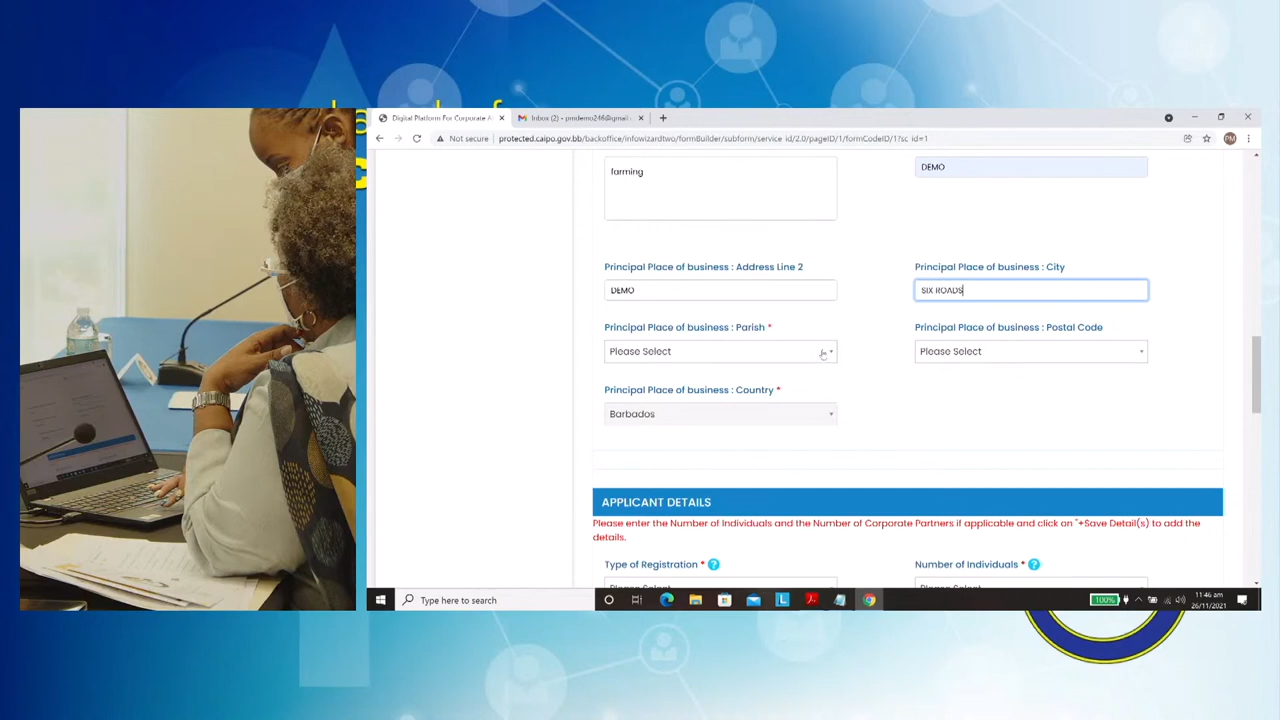 Digital Platform For Corporate A
Inbox (2) - pmdemo246@gmail.
Not secure
protected.caipo.gov.bb/backoffice/infowizardtwo/formBuilder/subform/service_id/2.0/pageID/1/formCodeID/1?sc_id=1
PM
farming
DEMO
Principal Place of business : Address Line 2
Principal Place of business : City
DEMO
SIX ROADS
Principal Place of business : Parish *
Principal Place of business : Postal Code
Please Select
Please Select
Principal Place of business : Country *
Barbados
APPLICANT DETAILS
Please enter the Number of Individuals and the Number of Corporate Partners if applicable and click on "+Save Detail(s) to add the
details.
Type of Registration * ?
Number of Individuals * ?
Please Select
Please Select
Type here to search
100%
11:46 am
26/11/2021